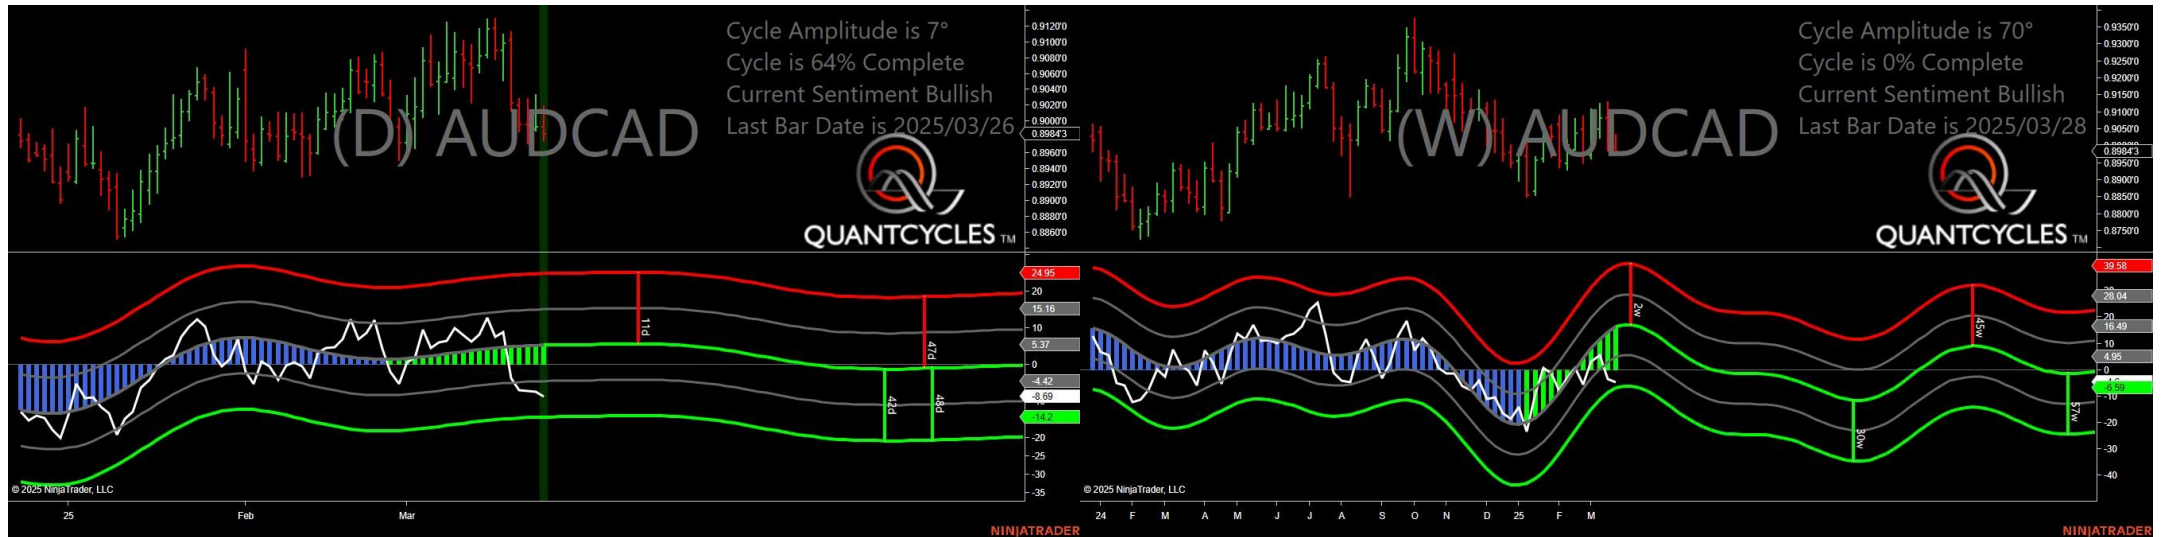 Cycle Amplitude is 7°
Cycle is 64% Complete
Current Sentiment Bullish
Last Bar Date is 2025/03/26
(D) AUDCAD
QUANTCYCLES TM
0.9120'0
0.9100'0
0.9080'0
0.9060'0
0.9040'0
0.9020'0
0.9000'0
0.8984'3
0.8960'0
0.8940'0
0.8920'0
0.8900'0
0.8880'0
0.8860'0
24.95
20
15.16
10
5.37
0
-4.42
-8.69
-14.2
-20
-25
-30
-35
11d
47d
42d
48d
© 2025 NinjaTrader, LLC
25
Feb
Mar
NINJATRADER
Cycle Amplitude is 70°
Cycle is 0% Complete
Current Sentiment Bullish
Last Bar Date is 2025/03/28
(W) AUDCAD
QUANTCYCLES TM
0.9350'0
0.9300'0
0.9250'0
0.9200'0
0.9150'0
0.9100'0
0.9050'0
0.8984'3
0.8950'0
0.8900'0
0.8850'0
0.8800'0
0.8750'0
39.58
28.04
20
16.49
10
4.95
0
-6.59
-10
-20
-30
-40
2w
45w
30w
57w
© 2025 NinjaTrader, LLC
24 F M A M J J A S O N D 25 F M
NINJATRADER